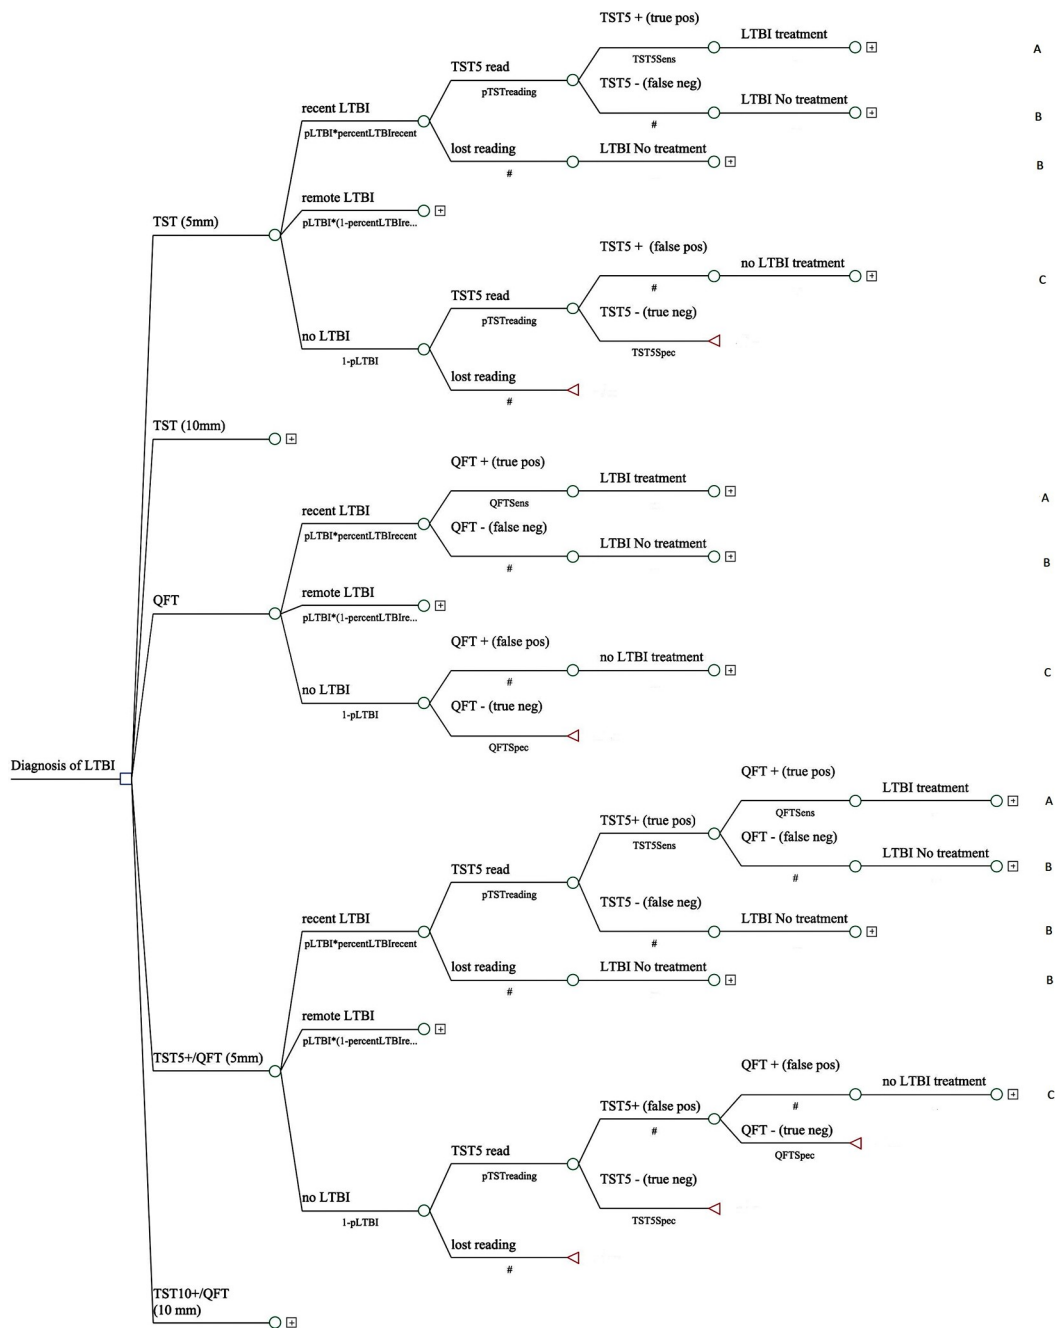 TST5 + (true pos)
LTBI treatment
A
TST5Sens
TST5 read
pTSTreading
TST5 - (false neg)
LTBI No treatment
B
#
recent LTBI
pLTBI*percentLTBIrecent
lost reading
LTBI No treatment
B
#
remote LTBI
pLTBI*(1-percentLTBIre...
TST (5mm)
TST5 + (false pos)
no LTBI treatment
C
#
TST5 read
pTSTreading
TST5 - (true neg)
TST5Spec
no LTBI
1-pLTBI
lost reading
#
TST (10mm)
QFT + (true pos)
LTBI treatment
A
QFTSens
recent LTBI
pLTBI*percentLTBIrecent
QFT - (false neg)
LTBI No treatment
B
#
QFT
remote LTBI
pLTBI*(1-percentLTBIre...
QFT + (false pos)
no LTBI treatment
C
#
no LTBI
1-pLTBI
QFT - (true neg)
QFTSpec
Diagnosis of LTBI
QFT + (true pos)
LTBI treatment
A
QFTSens
TST5+ (true pos)
TST5Sens
QFT - (false neg)
LTBI No treatment
B
#
TST5 read
pTSTreading
TST5 - (false neg)
LTBI No treatment
B
#
recent LTBI
pLTBI*percentLTBIrecent
lost reading
LTBI No treatment
B
#
remote LTBI
pLTBI*(1-percentLTBIre...
TST5+/QFT (5mm)
QFT + (false pos)
no LTBI treatment
C
#
TST5+ (false pos)
#
QFT - (true neg)
QFTSpec
TST5 read
pTSTreading
TST5 - (true neg)
TST5Spec
no LTBI
1-pLTBI
lost reading
#
TST10+/QFT
(10 mm)